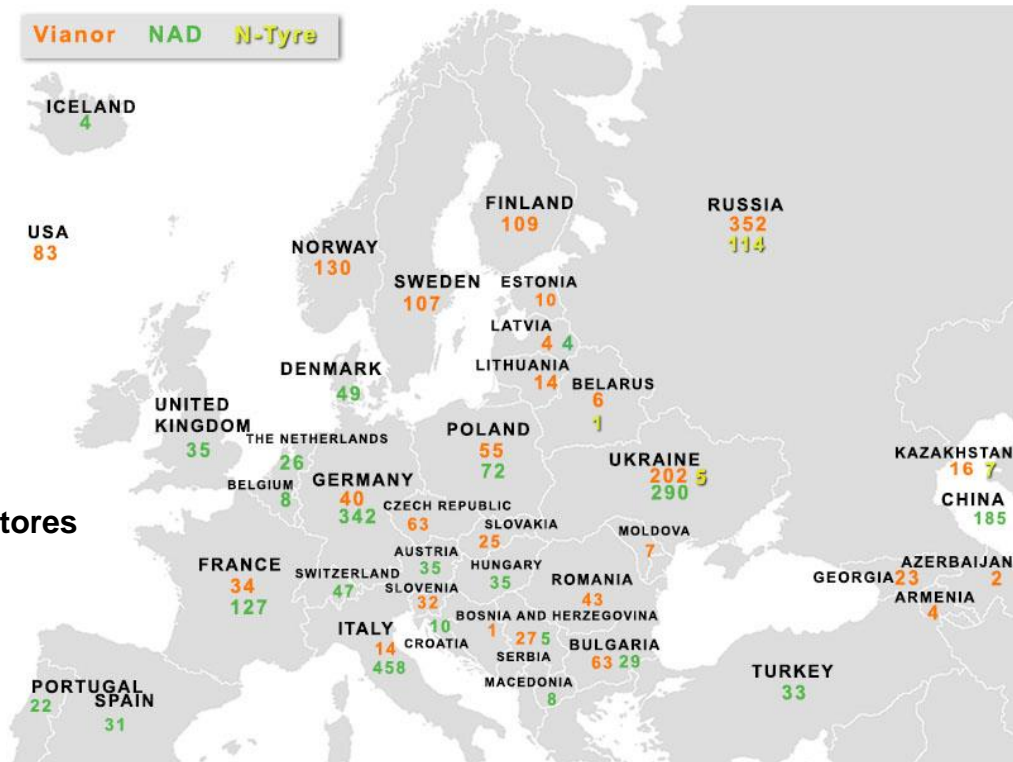 Vianor NAD N-Tyre
ICELAND
4
USA
83
FINLAND
109
RUSSIA
352
114
NORWAY
130
SWEDEN
107
ESTONIA
10
LATVIA
4 4
LITHUANIA
14
BELARUS
6
1
DENMARK
49
UNITED
KINGDOM
35
THE NETHERLANDS
26
BELGIUM
8
GERMANY
40
342
POLAND
55
72
UKRAINE
202 5
290
KAZAKHSTAN
16 7
CHINA
185
CZECH REPUBLIC
63
SLOVAKIA
25
MOLDOVA
7
tores
FRANCE
34
127
SWITZERLAND
47
AUSTRIA
35
HUNGARY
35
SLOVENIA
32
ROMANIA
43
GEORGIA 23
AZERBAIJAN
2
ARMENIA
4
ITALY
14
458
10
CROATIA
BOSNIA AND HERZEGOVINA
1
27 5
SERBIA
BULGARIA
63 29
MACEDONIA
8
TURKEY
33
PORTUGAL
22
SPAIN
31